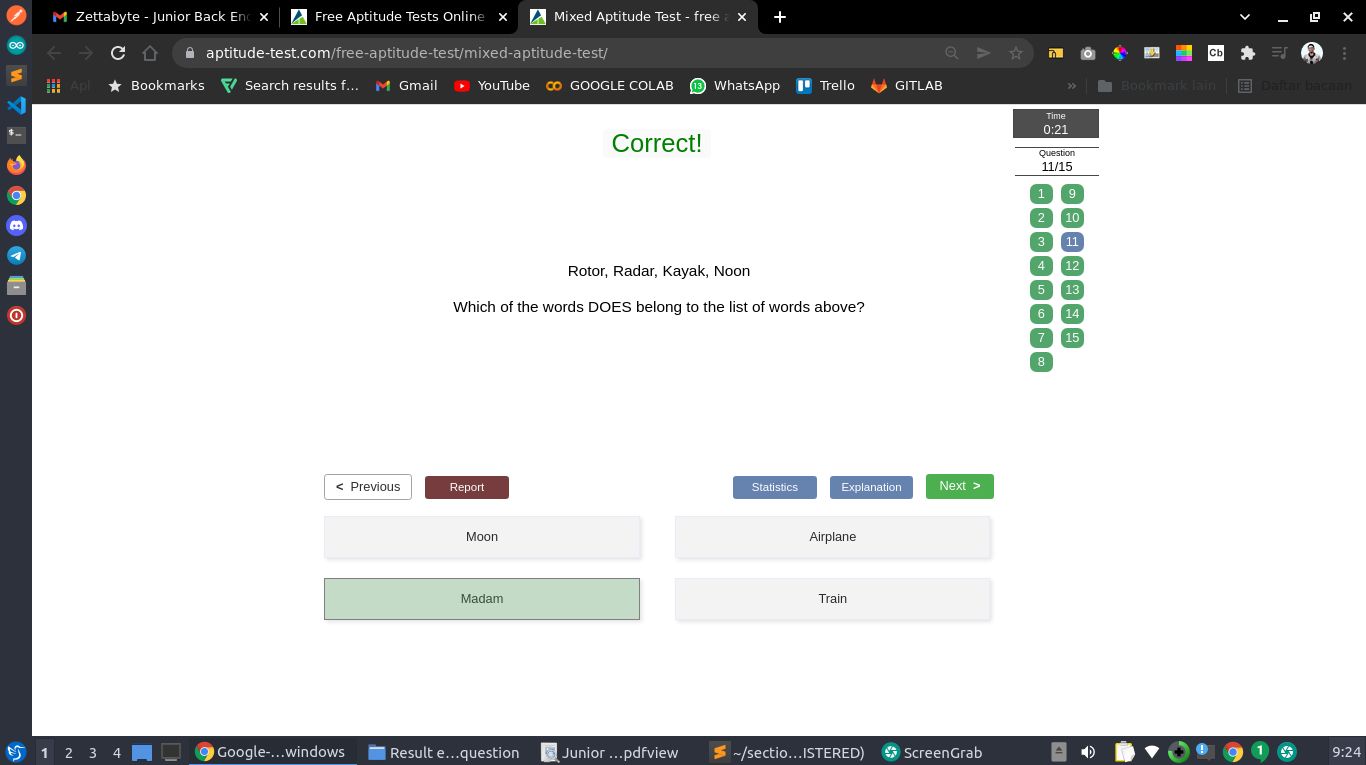 Zettabyte - Junior Back En
Free Aptitude Tests Online
Mixed Aptitude Test - free a
aptitude-test.com/free-aptitude-test/mixed-aptitude-test/
Cb
Apl
Bookmarks
Search results f...
Gmail
YouTube
GOOGLE COLAB
13
WhatsApp
Trello
GITLAB
»
Bookmark lain
Daftar bacaan
Correct!
Time
0:21
Question
11/15
1 9
2 10
3 11
4 12
5 13
6 14
7 15
8
Rotor, Radar, Kayak, Noon
Which of the words DOES belong to the list of words above?
< Previous
Report
Statistics
Explanation
Next >
Moon
Airplane
Madam
Train
1 2 3 4
Google-...windows
Result e...question
Junior ...pdfview
~/sectio...ISTERED)
ScreenGrab
1
9:24